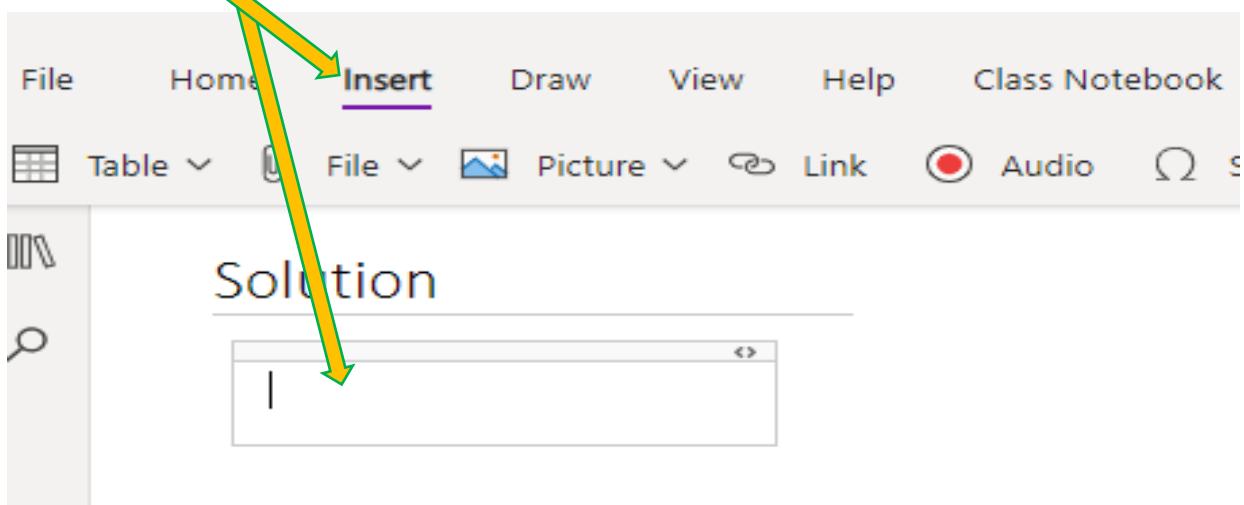 File Home Insert Draw View Help Class Notebook
Table File Picture Link Audio
Solution